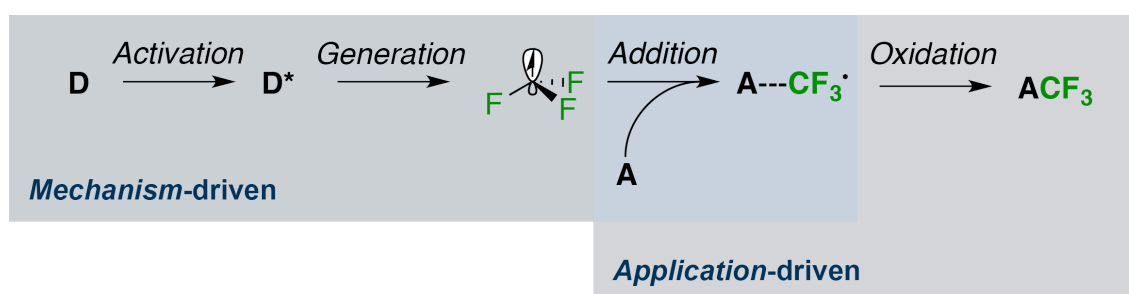 Activation Generation Addition Oxidation
D D* F F F A---CF3• ACF3
A
Mechanism-driven
Application-driven